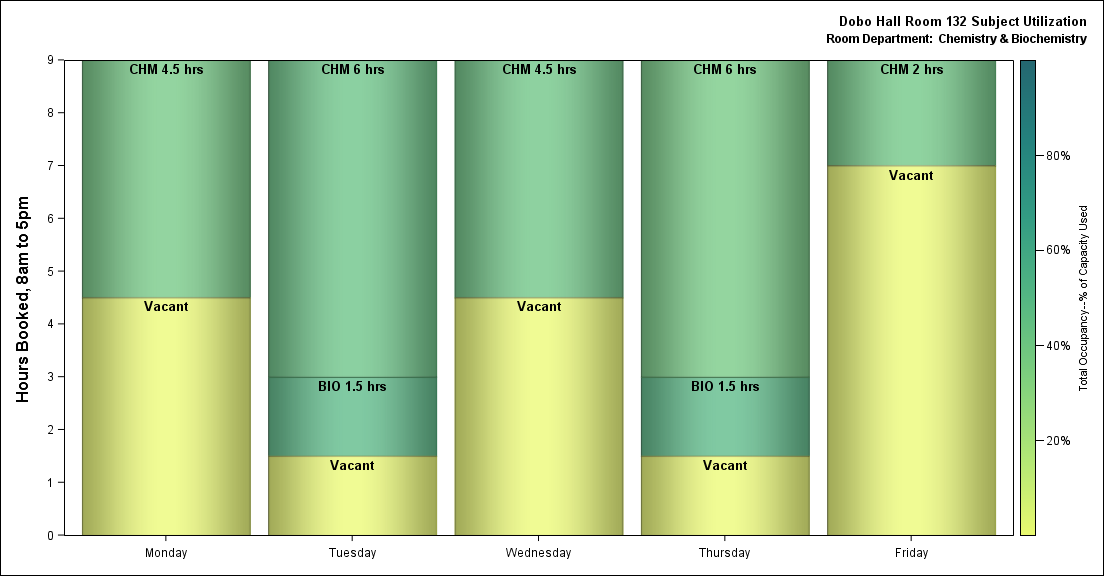 Dobo Hall Room 132 Subject Utilization
Room Department: Chemistry & Biochemistry
Hours Booked, 8am to 5pm
9
8
7
6
5
4
3
2
1
0
CHM 4.5 hrs
Vacant
CHM 6 hrs
BIO 1.5 hrs
Vacant
CHM 4.5 hrs
Vacant
CHM 6 hrs
BIO 1.5 hrs
Vacant
CHM 2 hrs
Vacant
Monday
Tuesday
Wednesday
Thursday
Friday
80%
60%
40%
20%
Total Occupancy--% of Capacity Used